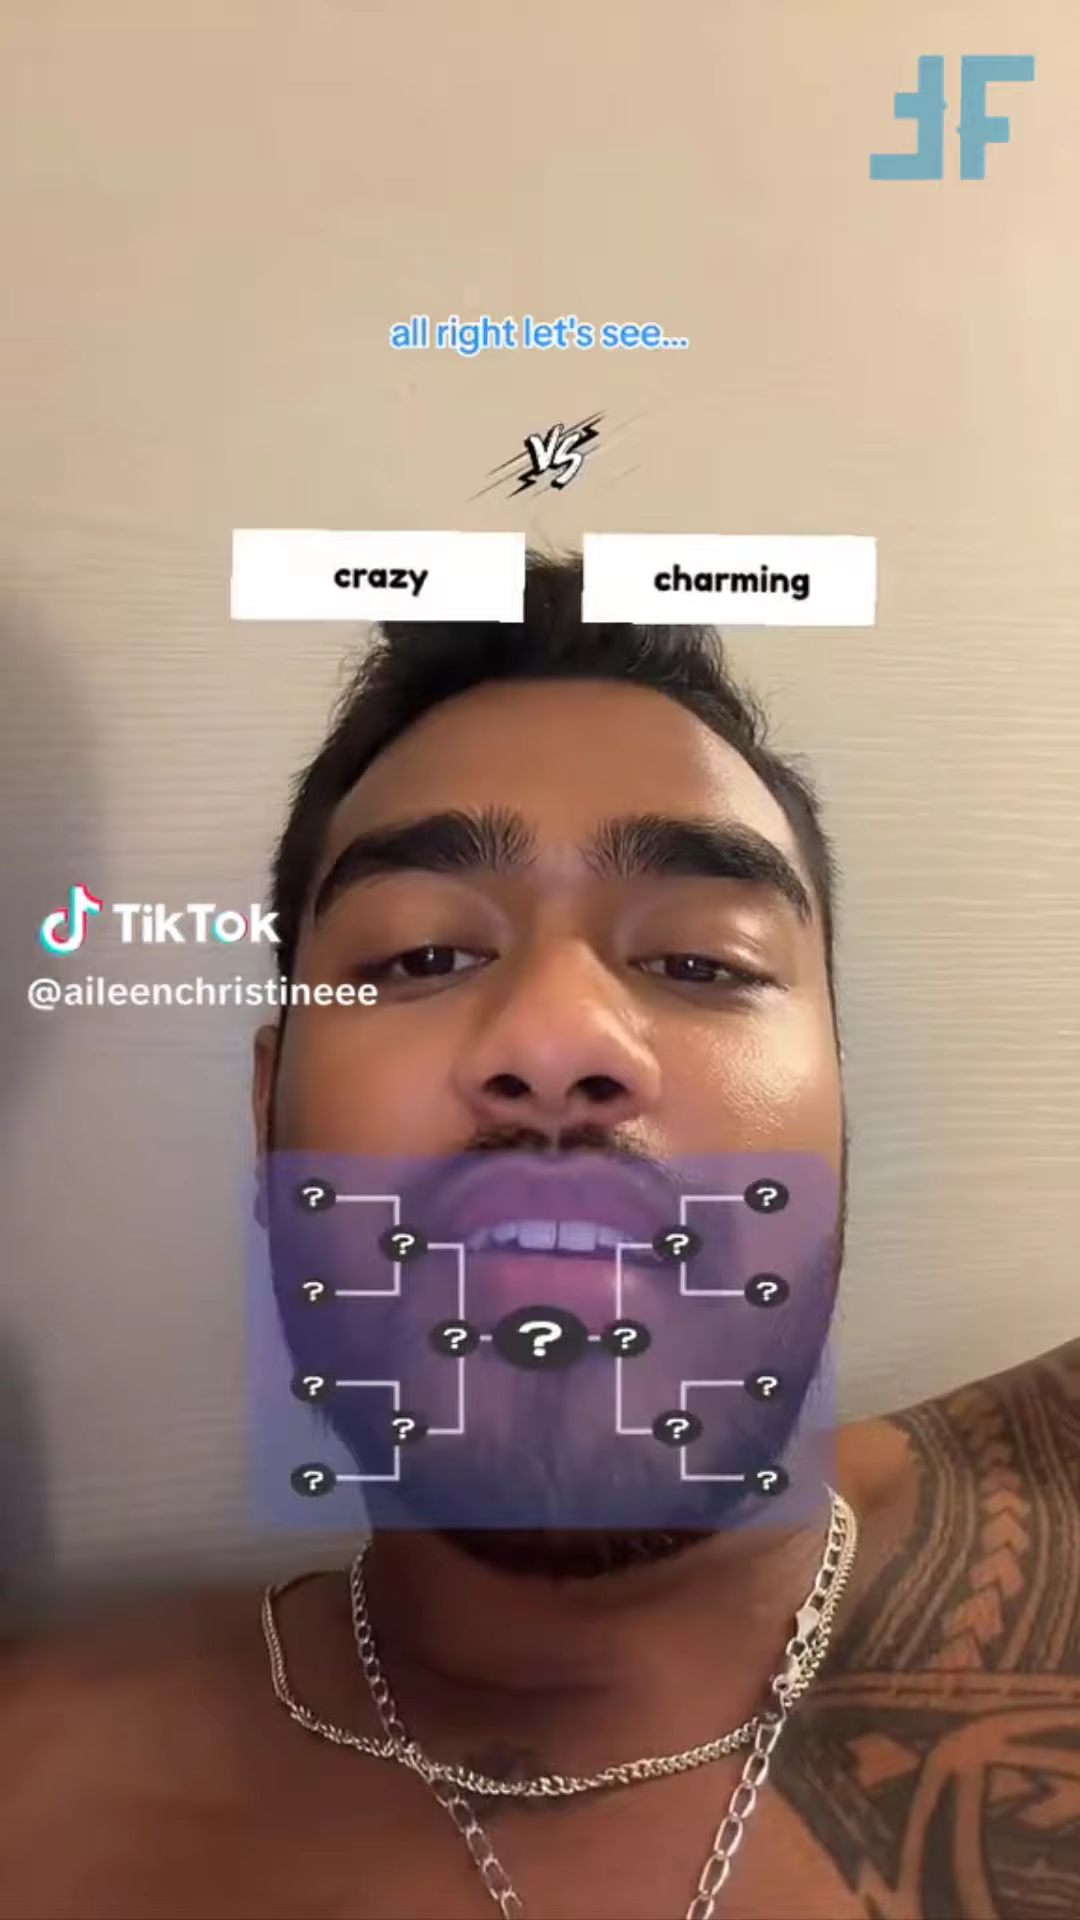 all right let's see...
VS
crazy
charming
TikTok
@aileenchristineee
? ?
? ?
? ?
? ? ?
? ?
? ?
? ?